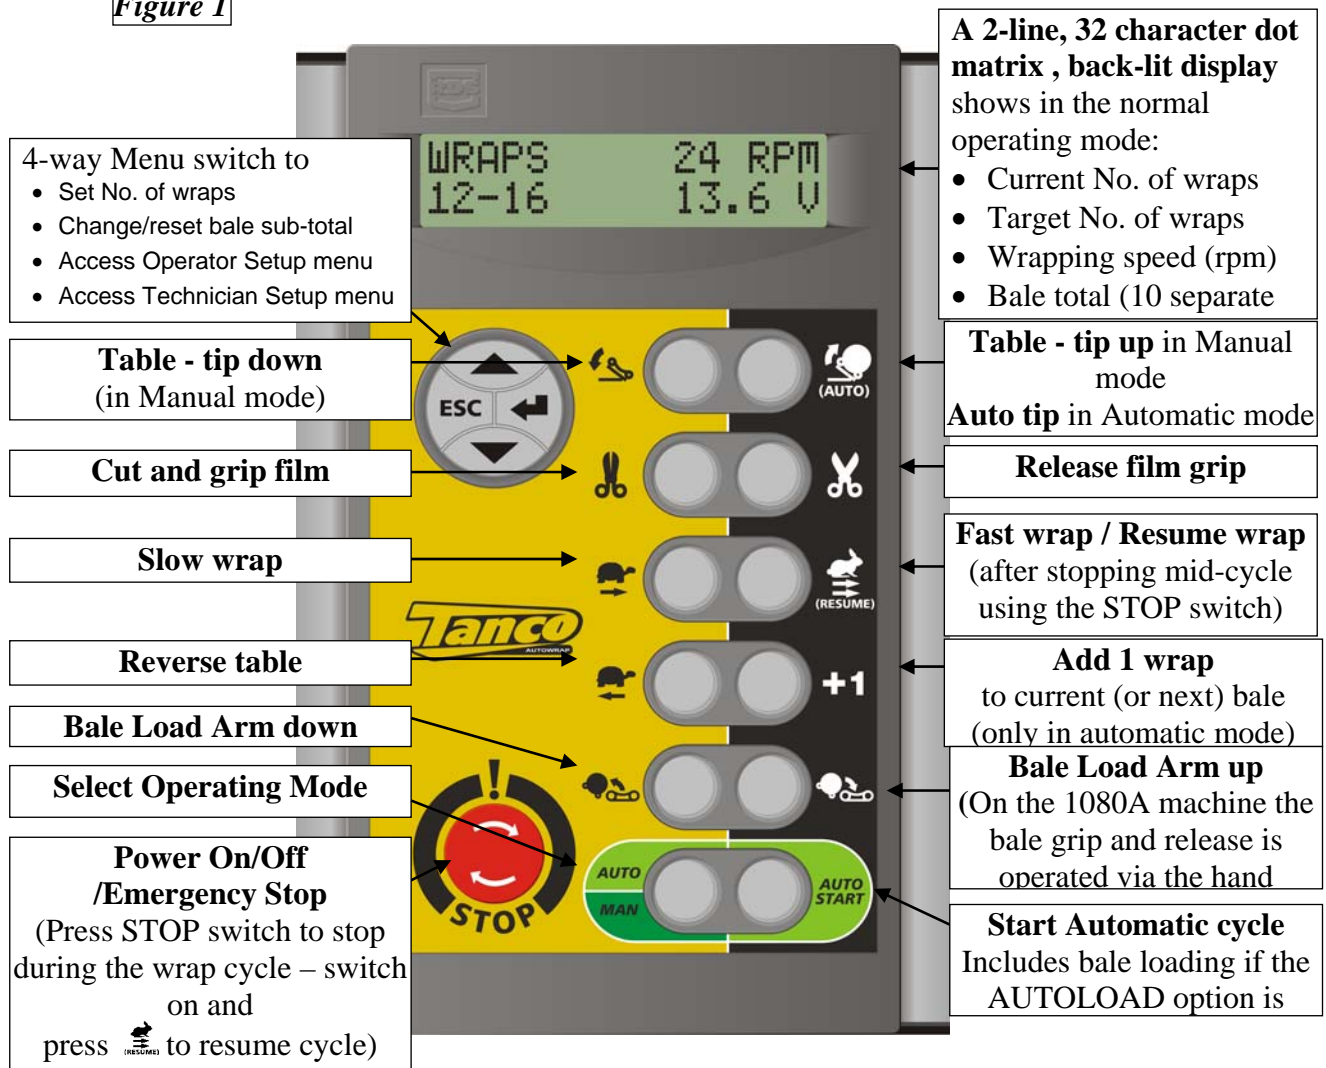 Figure 1
A 2-line, 32 character dot
matrix , back-lit display
shows in the normal
operating mode:
• Current No. of wraps
• Target No. of wraps
• Wrapping speed (rpm)
• Bale total (10 separate
WRAPS 24 RPM
12-16 13.6 V
4-way Menu switch to
• Set No. of wraps
• Change/reset bale sub-total
• Access Operator Setup menu
• Access Technician Setup menu
Table - tip down
(in Manual mode)
ESC
(AUTO)
Table - tip up in Manual
mode
Auto tip in Automatic mode
Cut and grip film
Release film grip
Slow wrap
(RESUME)
Fast wrap / Resume wrap
(after stopping mid-cycle
using the STOP switch)
Tanco
AUTOWRAP
Reverse table
+1
Add 1 wrap
to current (or next) bale
(only in automatic mode)
Bale Load Arm down
Bale Load Arm up
(On the 1080A machine the
bale grip and release is
operated via the hand
Select Operating Mode
!
STOP
AUTO
MAN
AUTO
START
Power On/Off
/Emergency Stop
(Press STOP switch to stop
during the wrap cycle – switch
on and
press (RESUME) to resume cycle)
Start Automatic cycle
Includes bale loading if the
AUTOLOAD option is